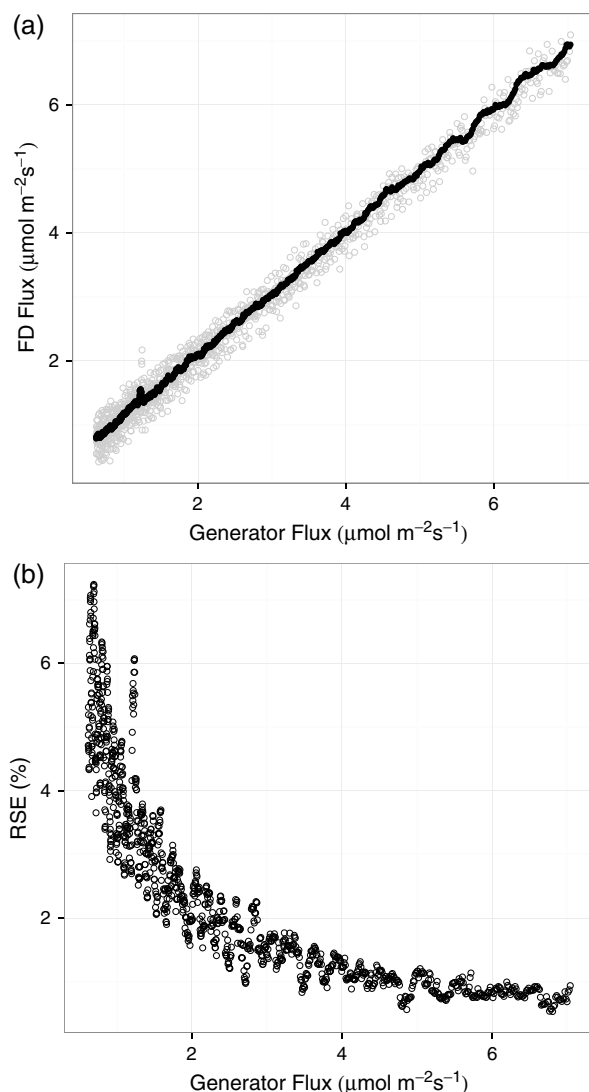 (a)
6
4
2
FD Flux (μmol m⁻²s⁻¹)
2 4 6
Generator Flux (μmol m⁻²s⁻¹)
(b)
6
4
2
RSE (%)
2 4 6
Generator Flux (μmol m⁻²s⁻¹)